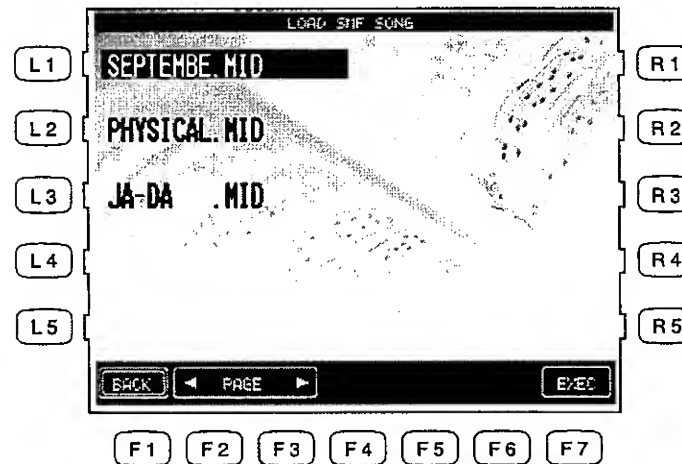 LOAD SMF SONG
L1 SEPTEMBE.MID R1
L2 PHYSICAL.MID R2
L3 JA-DA .MID R3
L4 R4
L5 R5
BACK ◄ PAGE ► EXEC
F1 F2 F3 F4 F5 F6 F7